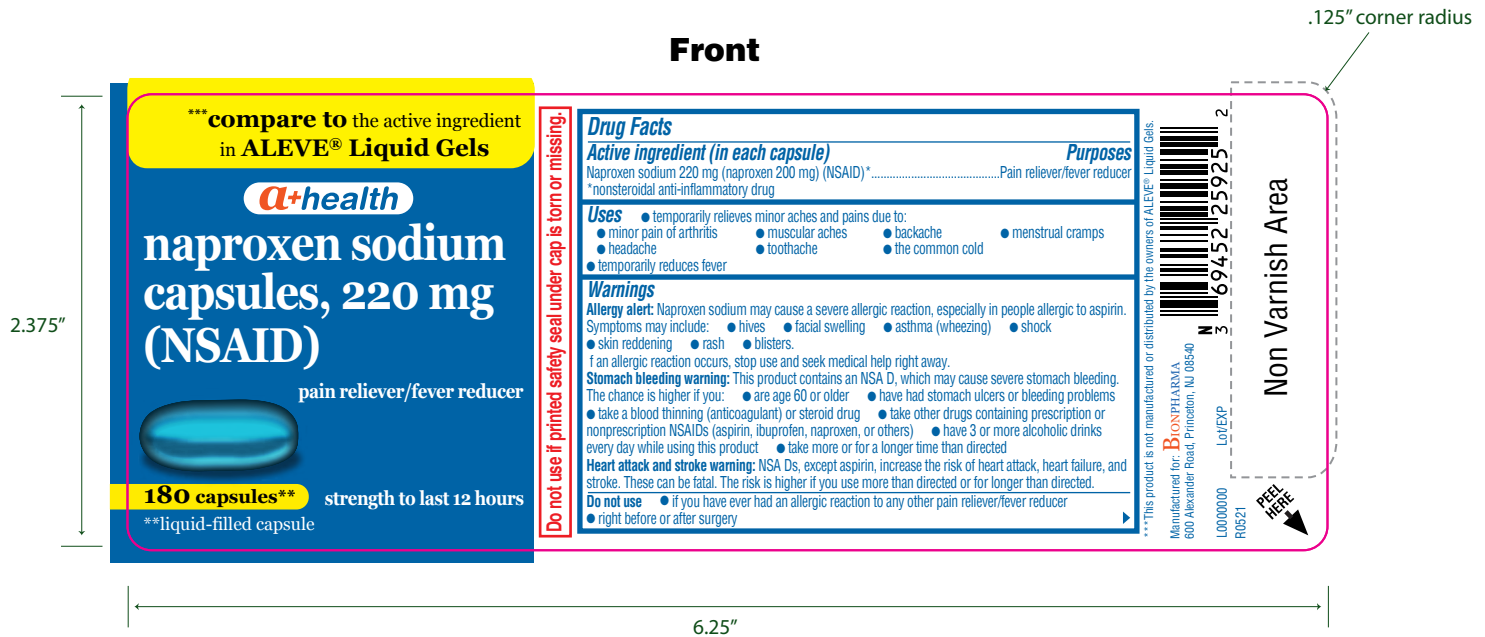 .125” corner radius
Front
***compare to the active ingredient
in ALEVE® Liquid Gels
a+health
naproxen sodium
capsules, 220 mg
(NSAID)
pain reliever/fever reducer
180 capsules**
strength to last 12 hours
**liquid-filled capsule
2.375”
6.25”
Do not use if printed safety seal under cap is torn or missing.
Drug Facts
Active ingredient (in each capsule) Purposes
Naproxen sodium 220 mg (naproxen 200 mg) (NSAID)*..........................................Pain reliever/fever reducer
*nonsteroidal anti-inflammatory drug
Uses ● temporarily relieves minor aches and pains due to:
● minor pain of arthritis ● muscular aches ● backache ● menstrual cramps
● headache ● toothache ● the common cold
● temporarily reduces fever
Warnings
Allergy alert: Naproxen sodium may cause a severe allergic reaction, especially in people allergic to aspirin.
Symptoms may include: ● hives ● facial swelling ● asthma (wheezing) ● shock
● skin reddening ● rash ● blisters.
f an allergic reaction occurs, stop use and seek medical help right away.
Stomach bleeding warning: This product contains an NSA D, which may cause severe stomach bleeding.
The chance is higher if you: ● are age 60 or older ● have had stomach ulcers or bleeding problems
● take a blood thinning (anticoagulant) or steroid drug ● take other drugs containing prescription or
nonprescription NSAIDs (aspirin, ibuprofen, naproxen, or others) ● have 3 or more alcoholic drinks
every day while using this product ● take more or for a longer time than directed
Heart attack and stroke warning: NSA Ds, except aspirin, increase the risk of heart attack, heart failure, and
stroke. These can be fatal. The risk is higher if you use more than directed or for longer than directed.
Do not use ● if you have ever had an allergic reaction to any other pain reliever/fever reducer
● right before or after surgery
***This product is not manufactured or distributed by the owners of ALEVE® Liquid Gels.
Manufactured for: BIONPHARMA
600 Alexander Road, Princeton, NJ 08540
N
3 69452 25925 2
L0000000 Lot/EXP
R0521
Non Varnish Area
PEEL
HERE